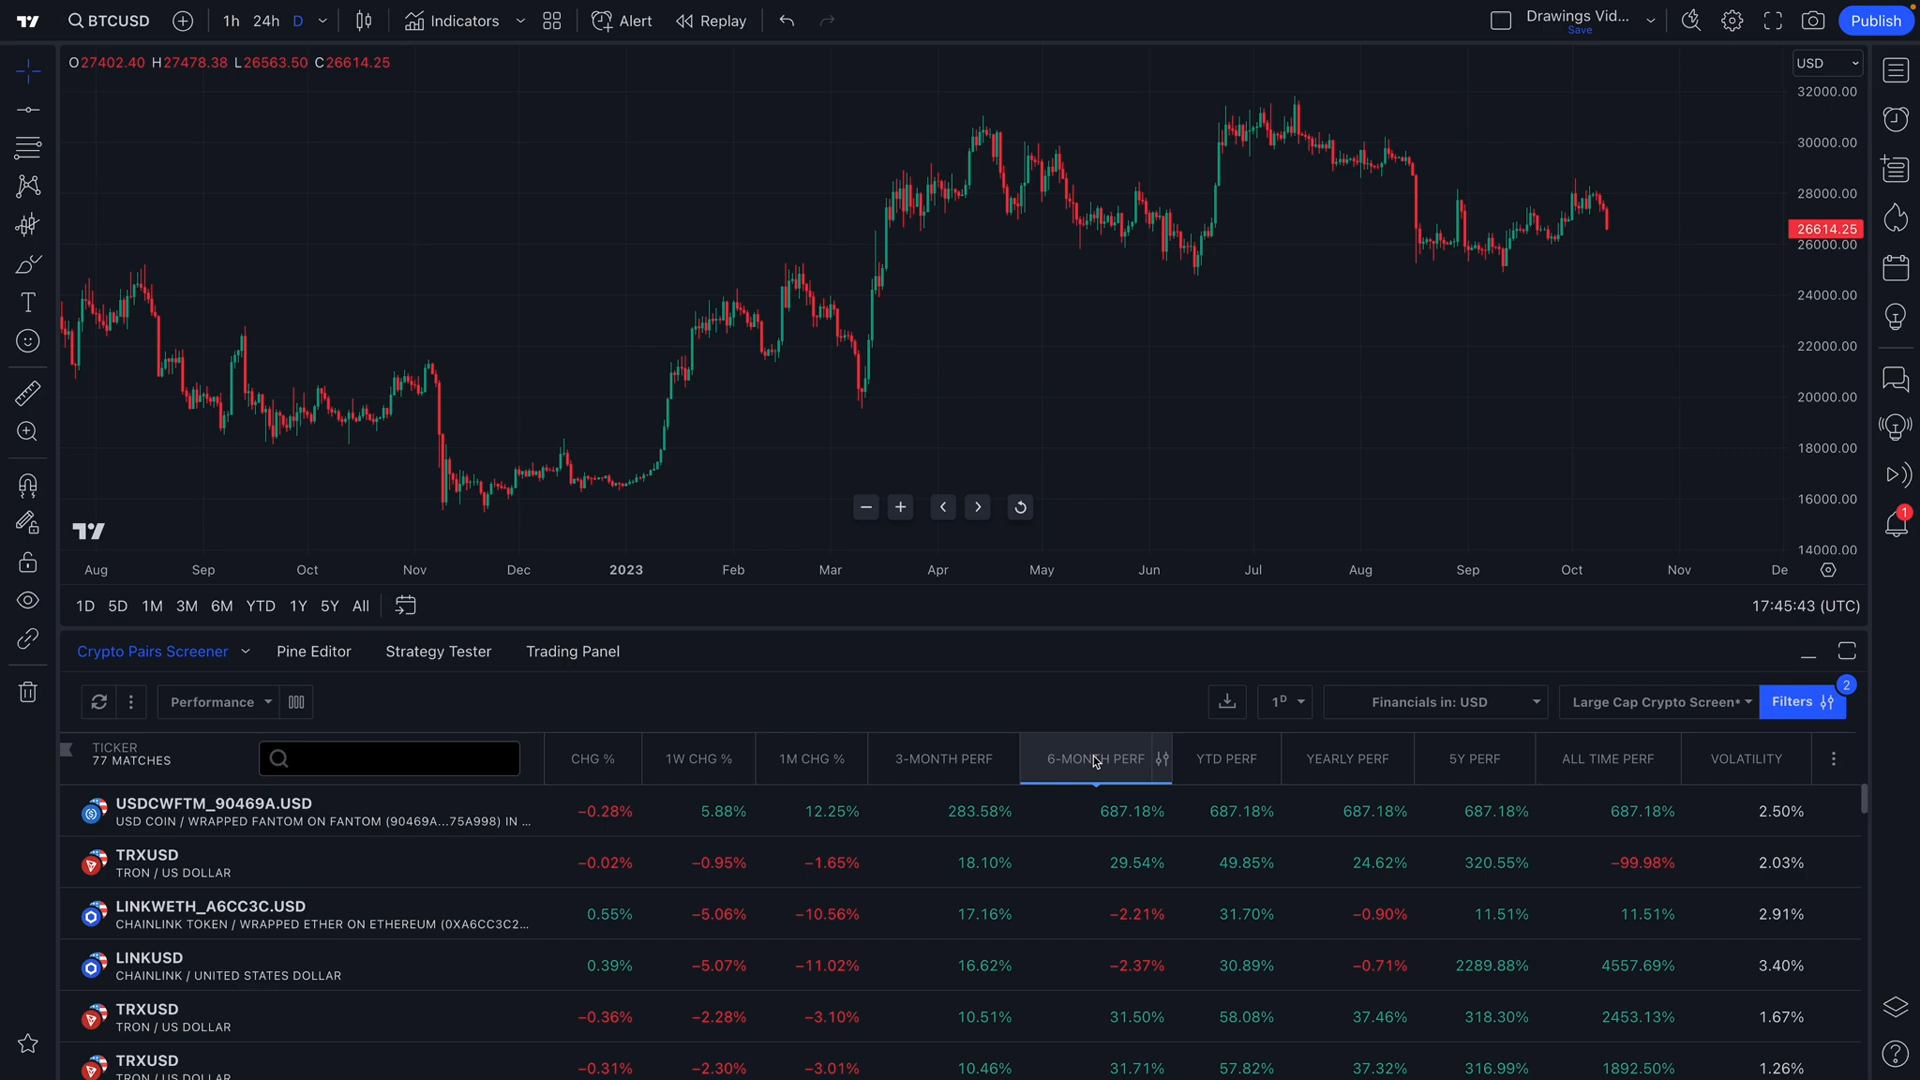 BTCUSD 1h 24h D Indicators Alert Replay Drawings Vid... Publish
Save
O27402.40 H27478.38 L26563.50 C26614.25 USD
32000.00
30000.00
28000.00
26614.25
26000.00
24000.00
22000.00
20000.00
18000.00
16000.00
14000.00
1
Aug Sep Oct Nov Dec 2023 Feb Mar Apr May Jun Jul Aug Sep Oct Nov De
1D 5D 1M 3M 6M YTD 1Y 5Y All 17:45:43 (UTC)
Crypto Pairs Screener Pine Editor Strategy Tester Trading Panel
2
Performance 1D Financials in: USD Large Cap Crypto Screen* Filters
TICKER
77 MATCHES
CHG % 1W CHG % 1M CHG % 3-MONTH PERF 6-MONTH PERF YTD PERF YEARLY PERF 5Y PERF ALL TIME PERF VOLATILITY
USDCWFTM_90469A.USD
USD COIN / WRAPPED FANTOM ON FANTOM (90469A...75A998) IN ...
−0.28% 5.88% 12.25% 283.58% 687.18% 687.18% 687.18% 687.18% 687.18% 2.50%
TRXUSD
TRON / US DOLLAR
−0.02% −0.95% −1.65% 18.10% 29.54% 49.85% 24.62% 320.55% −99.98% 2.03%
LINKWETH_A6CC3C.USD
CHAINLINK TOKEN / WRAPPED ETHER ON ETHEREUM (0XA6CC3C2...
0.55% −5.06% −10.56% 17.16% −2.21% 31.70% −0.90% 11.51% 11.51% 2.91%
LINKUSD
CHAINLINK / UNITED STATES DOLLAR
0.39% −5.07% −11.02% 16.62% −2.37% 30.89% −0.71% 2289.88% 4557.69% 3.40%
TRXUSD
TRON / US DOLLAR
−0.36% −2.28% −3.10% 10.51% 31.50% 58.08% 37.46% 318.30% 2453.13% 1.67%
TRXUSD
TRON / US DOLLAR
−0.31% −2.30% −3.01% 10.46% 31.71% 57.82% 37.32% 316.99% 1892.50% 1.26%